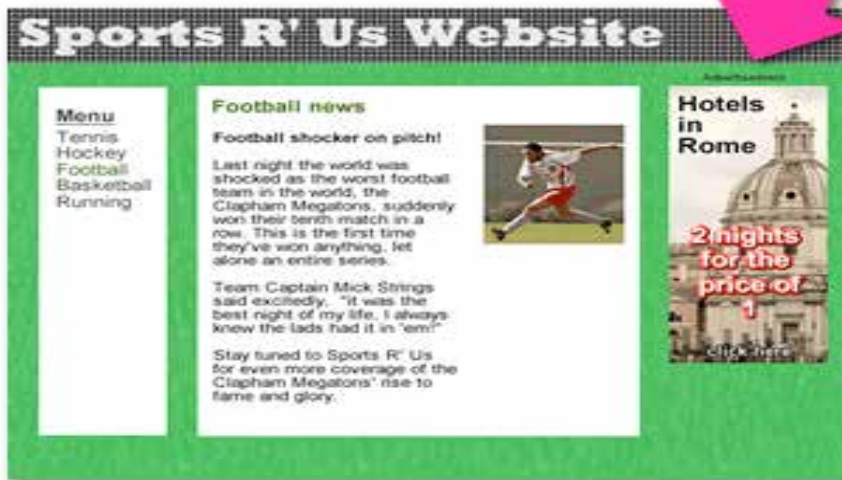 Sports R' Us Website
Menu
Tennis
Hockey
Football
Basketball
Running
Football news
Football shocker on pitch!
Last night the world was
shocked as the worst football
team in the world, the
Clapham Megatons, suddenly
won their tenth match in a
row. This is the first time
they've won anything, let
alone an entire series.
Team Captain Mick Strings
said excitedly, "it was the
best night of my life, I always
knew the lads had it in 'em!"
Stay tuned to Sports R' Us
for even more coverage of the
Clapham Megatons' rise to
fame and glory.
Advertisement
Hotels
in
Rome
2 nights
for the
price of
1
click here